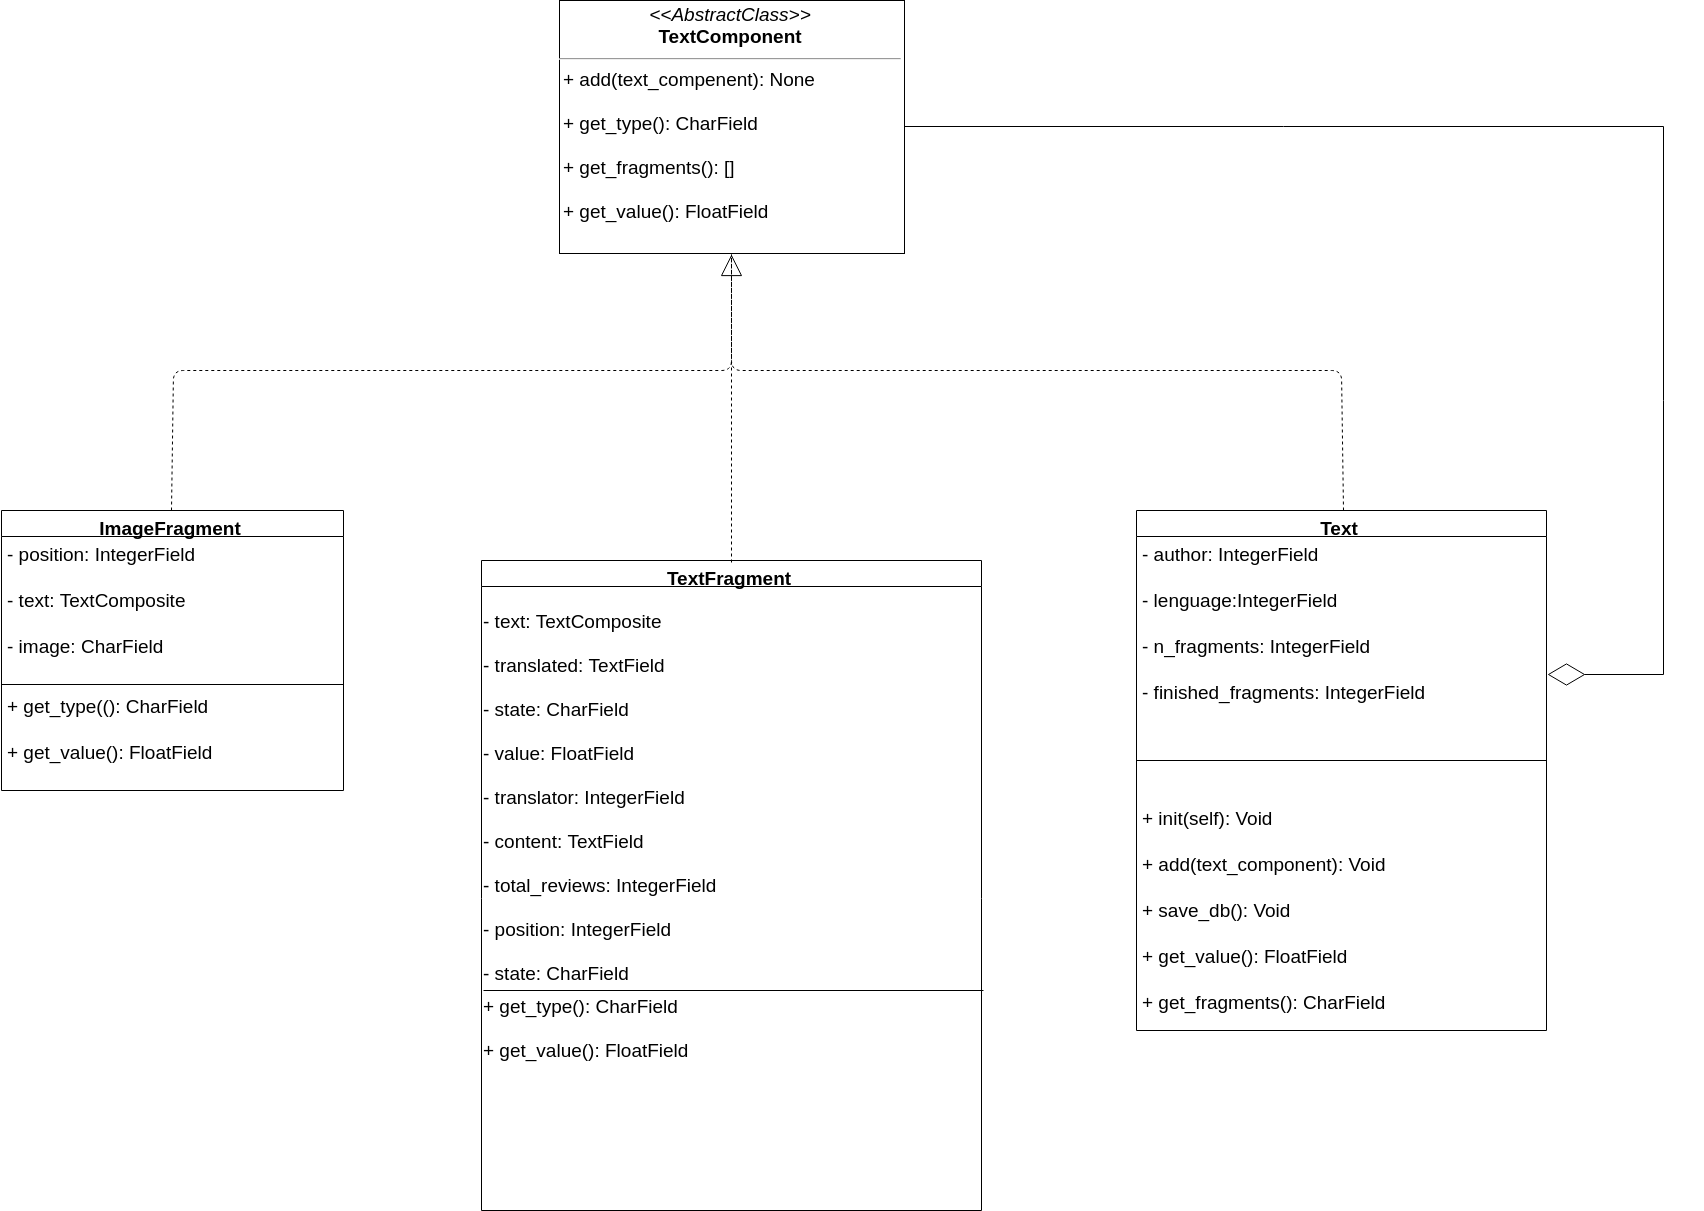 <<AbstractClass>>
TextComponent
+ add(text_compenent): None
+ get_type(): CharField
+ get_fragments(): []
+ get_value(): FloatField
ImageFragment
- position: IntegerField
- text: TextComposite
- image: CharField
+ get_type((): CharField
+ get_value(): FloatField
TextFragment
- text: TextComposite
- translated: TextField
- state: CharField
- value: FloatField
- translator: IntegerField
- content: TextField
- total_reviews: IntegerField
- position: IntegerField
- state: CharField
+ get_type(): CharField
+ get_value(): FloatField
Text
- author: IntegerField
- lenguage:IntegerField
- n_fragments: IntegerField
- finished_fragments: IntegerField
+ init(self): Void
+ add(text_component): Void
+ save_db(): Void
+ get_value(): FloatField
+ get_fragments(): CharField